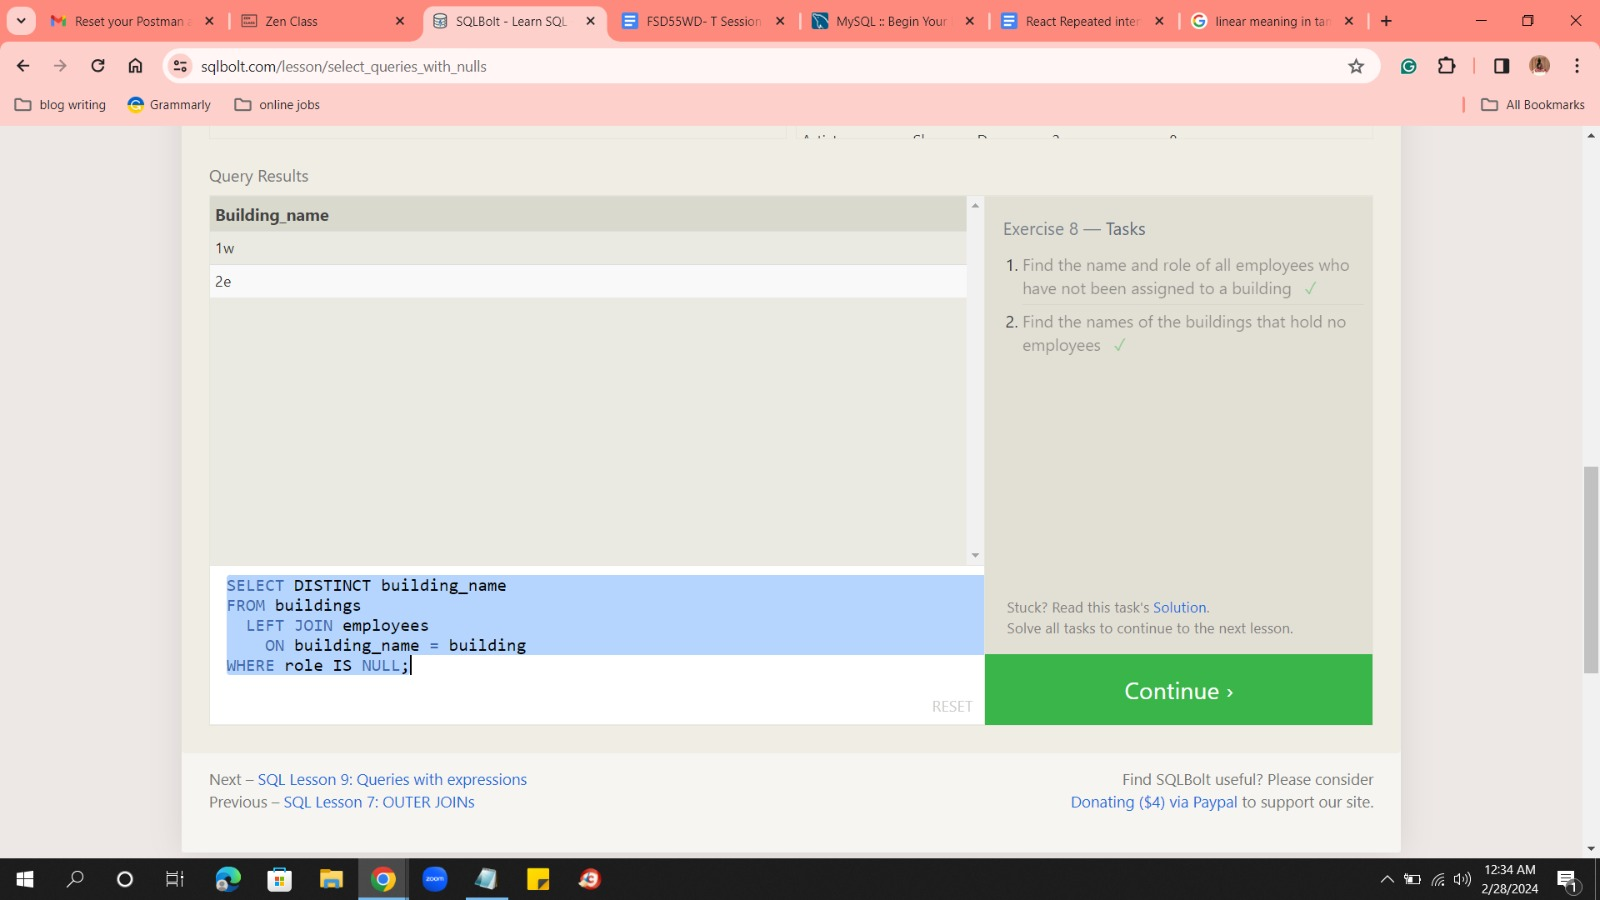 Reset your Postman
Zen Class
SQLBolt - Learn SQL
FSD55WD- T Session
MySQL :: Begin Your
React Repeated inter
linear meaning in tar
sqlbolt.com/lesson/select_queries_with_nulls
blog writing
Grammarly
online jobs
All Bookmarks
Query Results
Building_name
1w
2e
Exercise 8 — Tasks
1. Find the name and role of all employees who
have not been assigned to a building ✓
2. Find the names of the buildings that hold no
employees ✓
SELECT DISTINCT building_name
FROM buildings
LEFT JOIN employees
ON building_name = building
WHERE role IS NULL;
RESET
Stuck? Read this task's Solution.
Solve all tasks to continue to the next lesson.
Continue ›
Next – SQL Lesson 9: Queries with expressions
Previous – SQL Lesson 7: OUTER JOINs
Find SQLBolt useful? Please consider
Donating ($4) via Paypal to support our site.
zoom
12:34 AM
2/28/2024
1